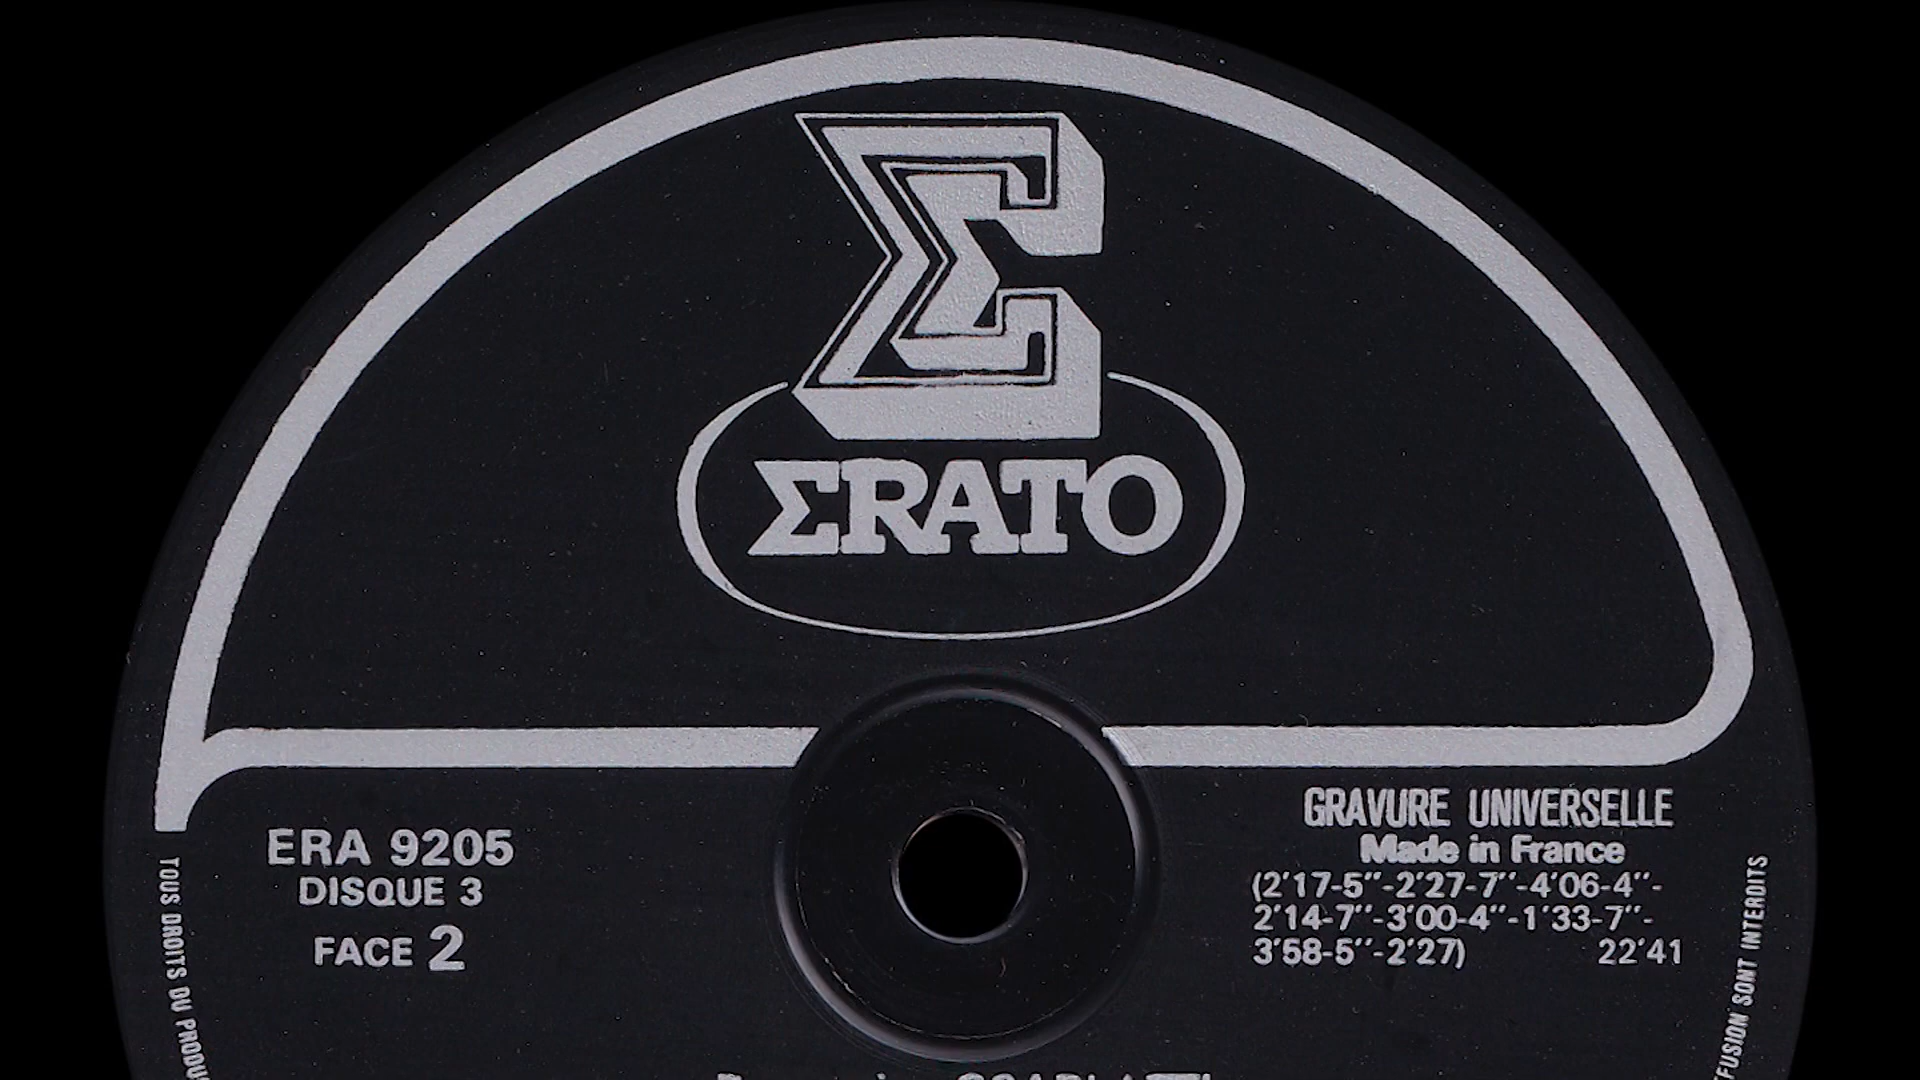 Σ
ΣRATO
GRAVURE UNIVERSELLE
Made in France
(2'17-5''-2'27-7''-4'06-4''-
2'14-7''-3'00-4''-1'33-7''-
3'58-5''-2'27) 22'41
ERA 9205
DISQUE 3
FACE 2
TOUS DROITS DU
SONT INTERDITS
SCARLATTI